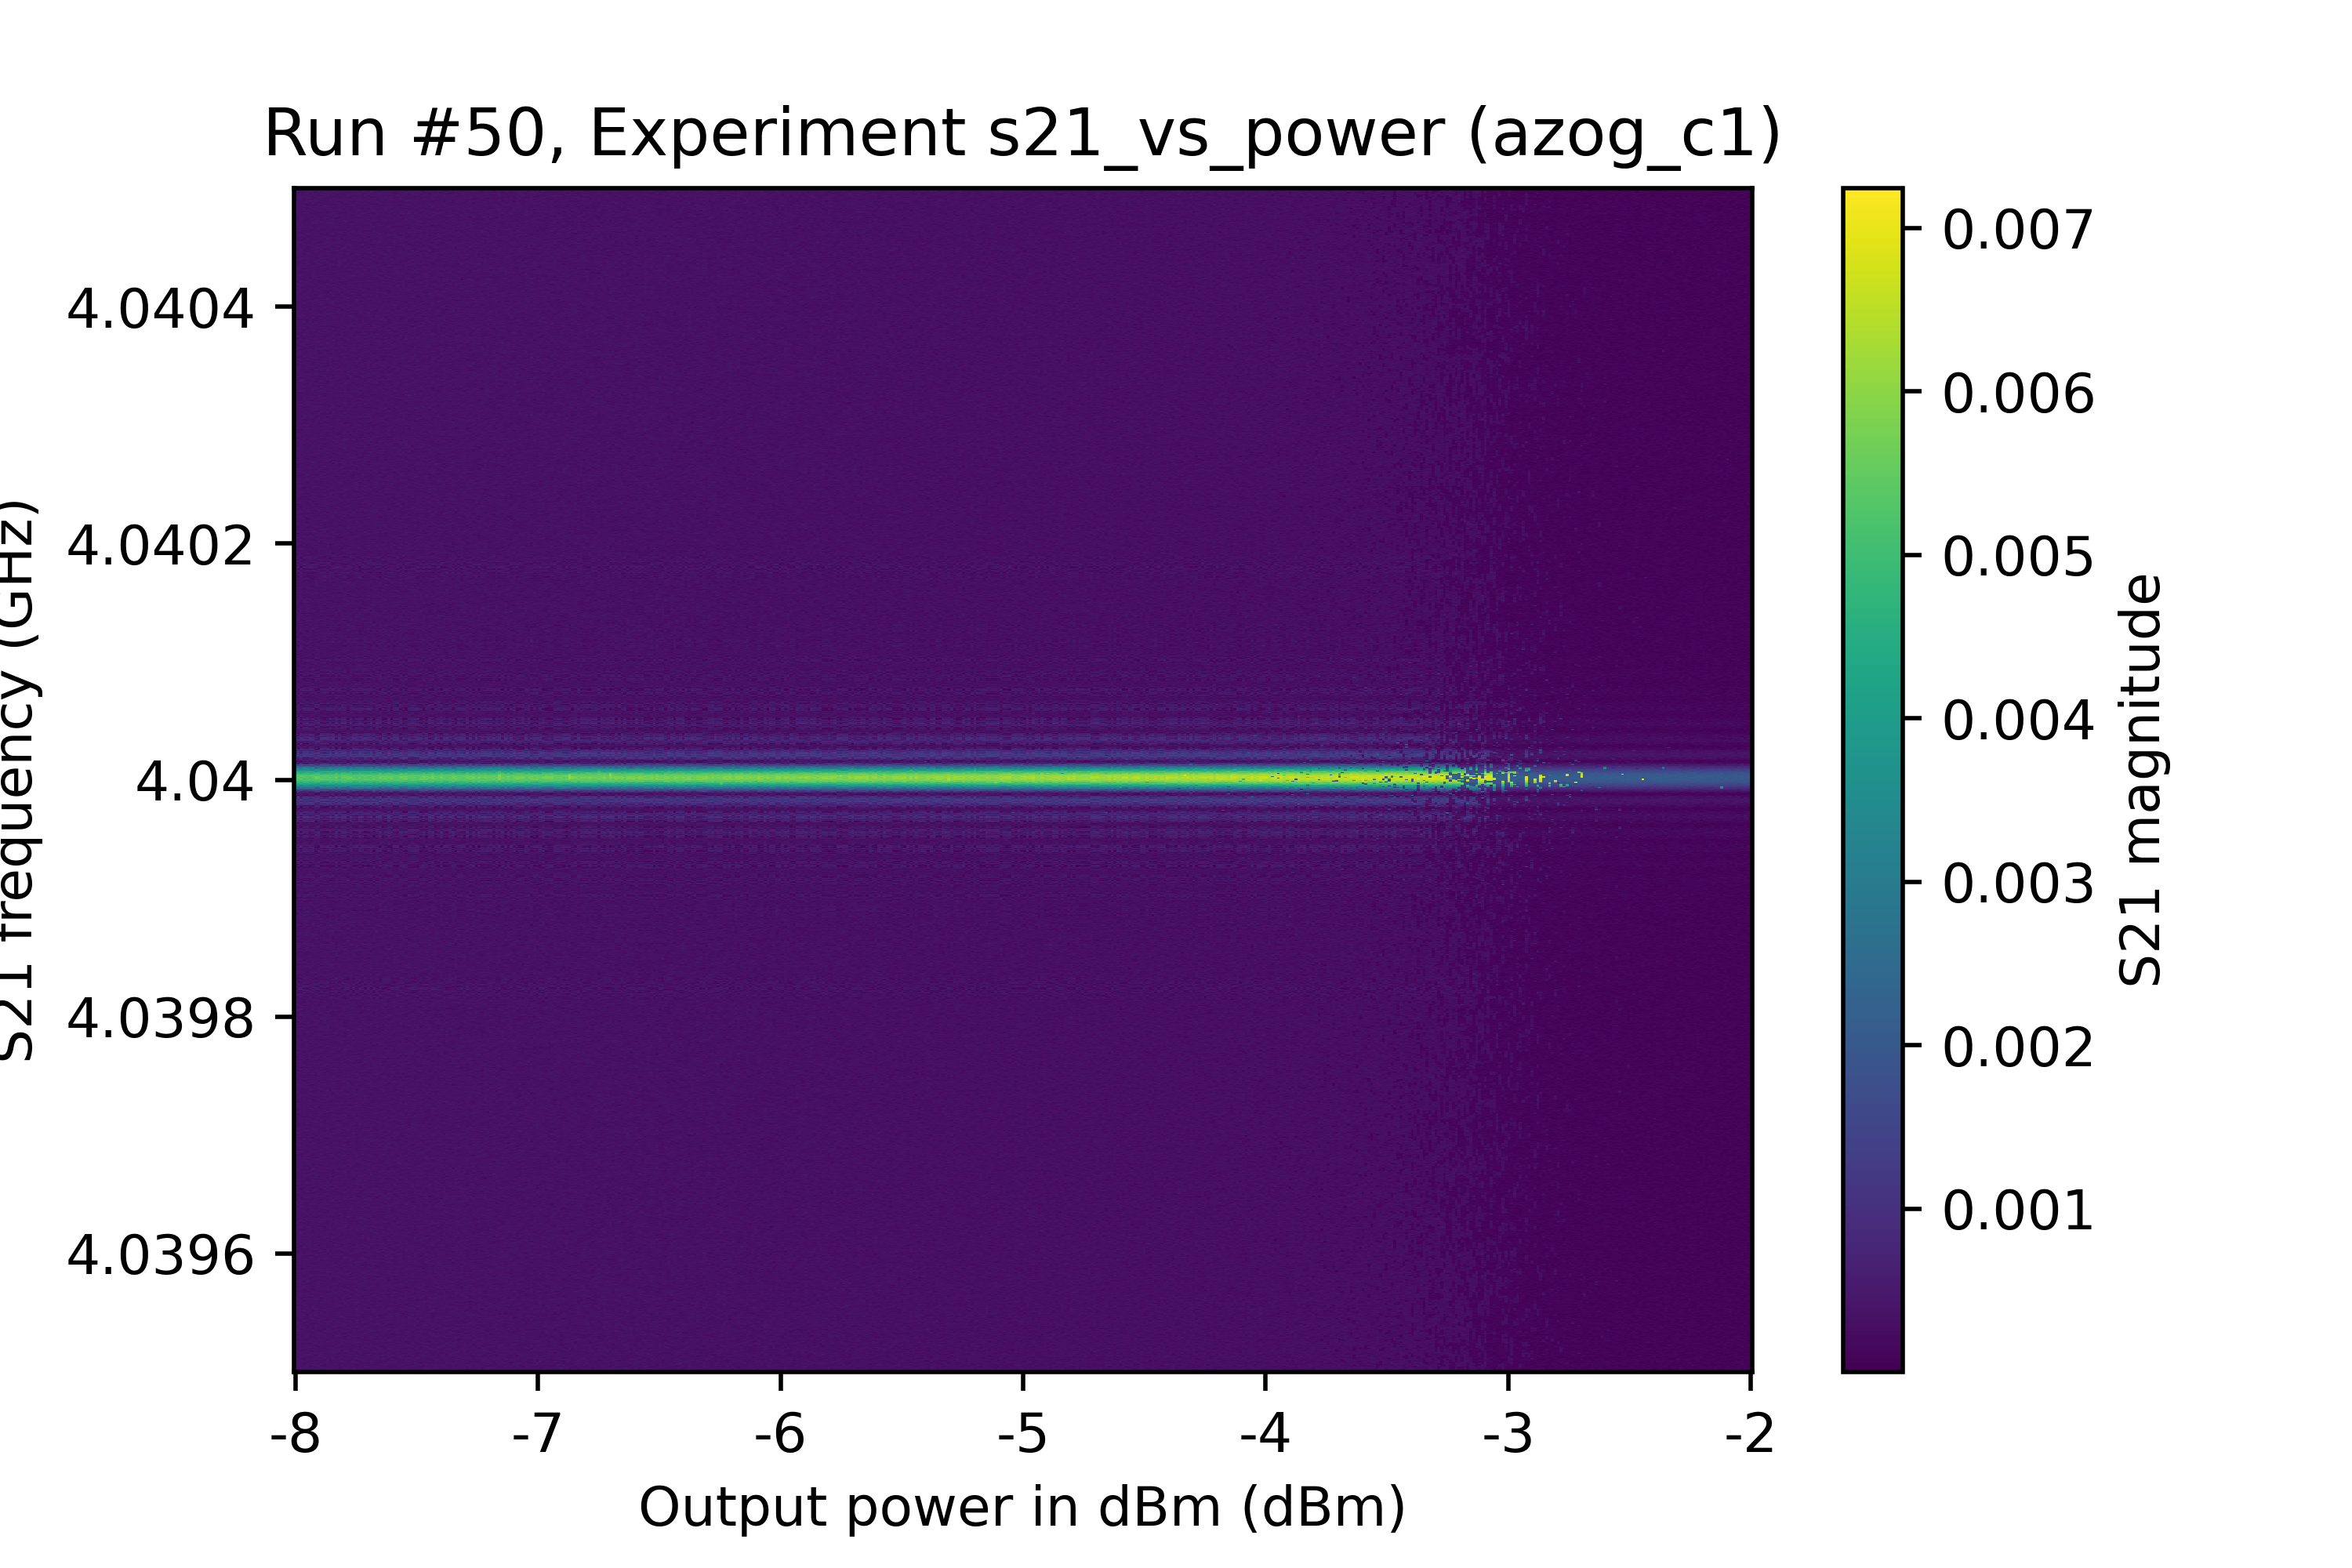 Run #50, Experiment s21_vs_power (azog_c1)
S21 frequency (GHz)
4.0404
4.0402
4.04
4.0398
4.0396
-8 -7 -6 -5 -4 -3 -2
Output power in dBm (dBm)
0.007
0.006
0.005
0.004
0.003
0.002
0.001
S21 magnitude